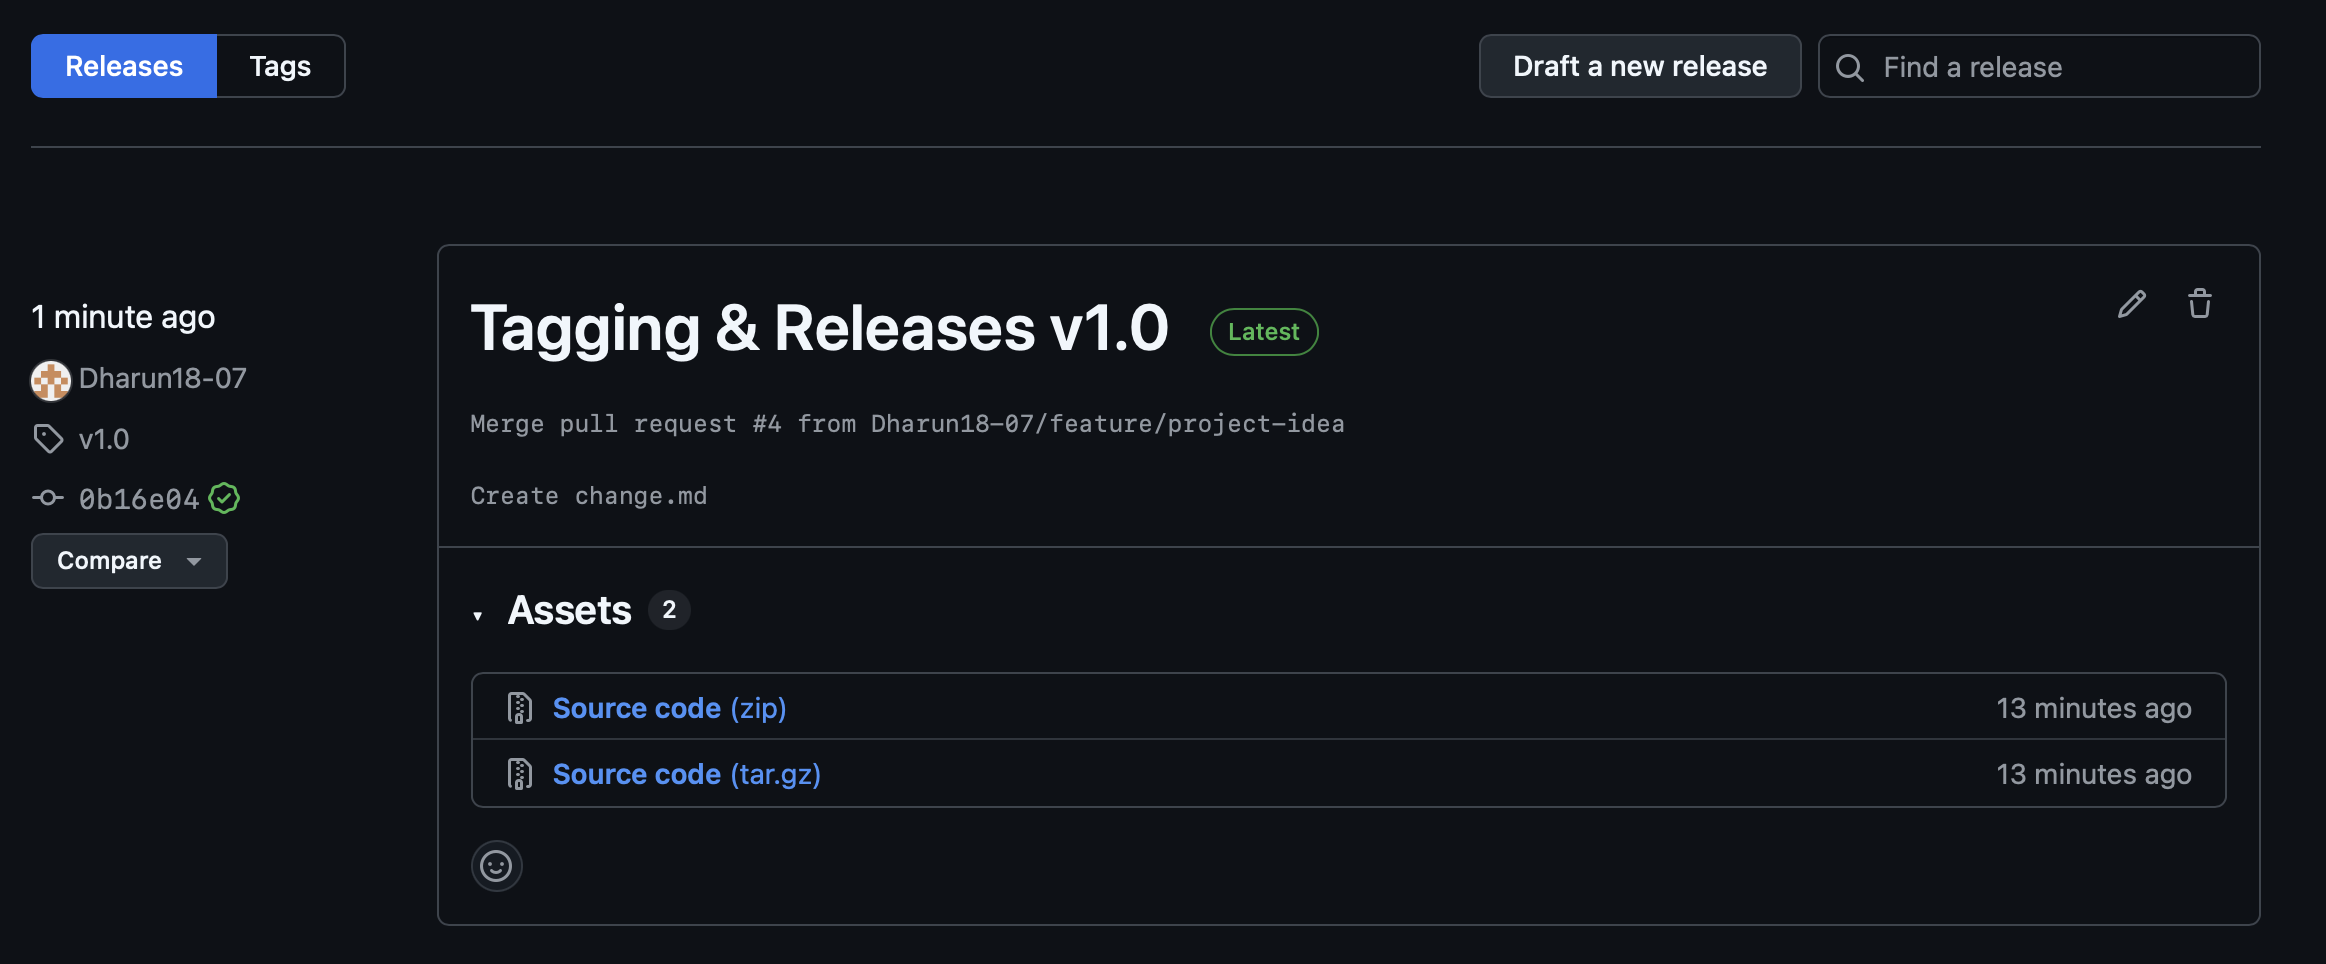 Releases
Tags
Draft a new release
Find a release
1 minute ago
Dharun18-07
v1.0
0b16e04
Compare
Tagging & Releases v1.0
Latest
Merge pull request #4 from Dharun18-07/feature/project-idea
Create change.md
Assets 2
Source code (zip)
13 minutes ago
Source code (tar.gz)
13 minutes ago